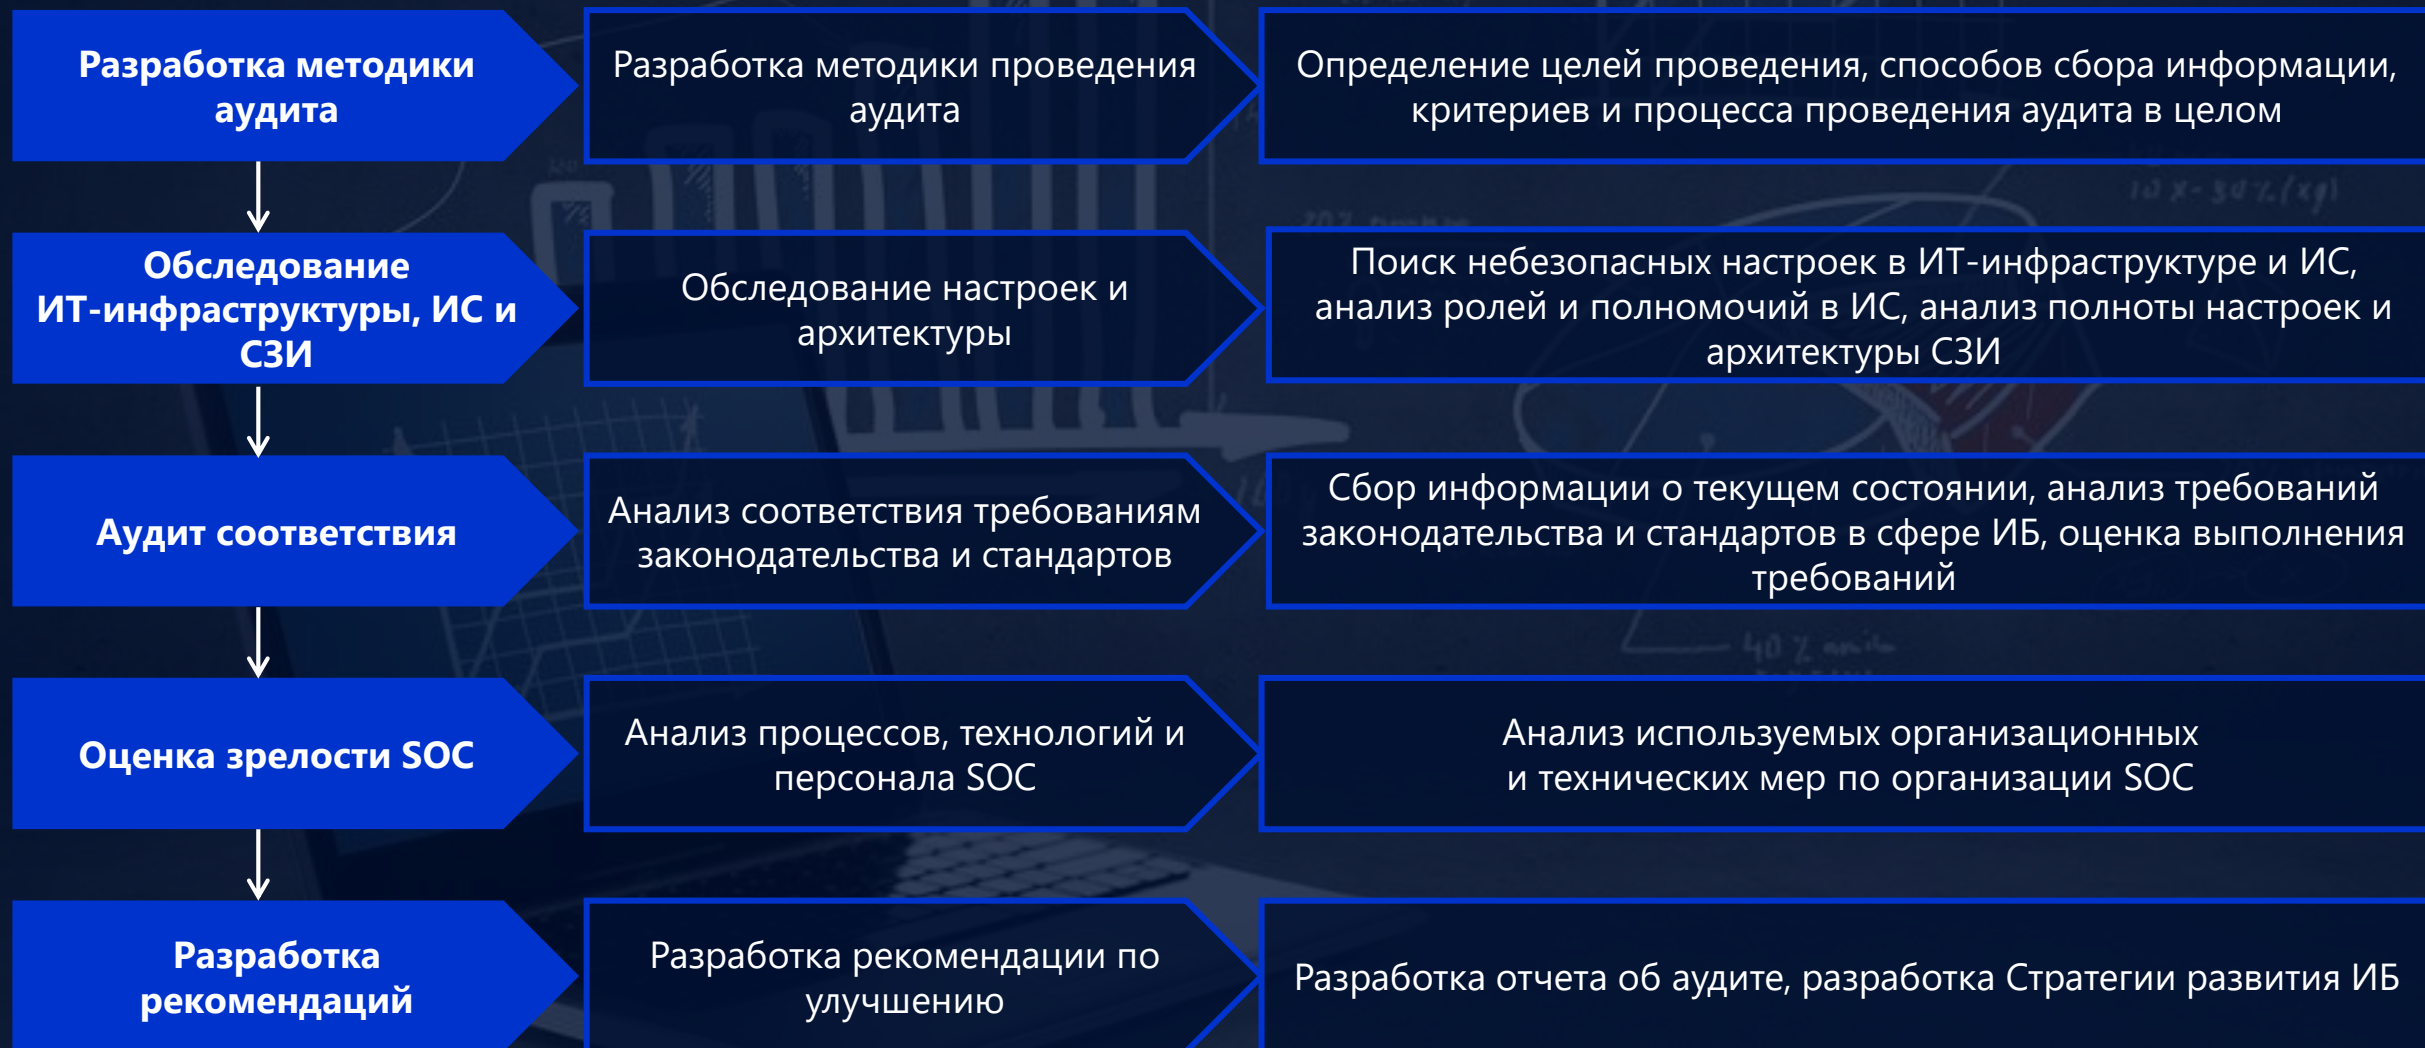 Разработка методики
аудита
Разработка методики проведения
аудита
Определение целей проведения, способов сбора информации,
критериев и процесса проведения аудита в целом
10 x - 30 % (xg)
Обследование
ИТ-инфраструктуры, ИС и
СЗИ
Обследование настроек и
архитектуры
Поиск небезопасных настроек в ИТ-инфраструктуре и ИС,
анализ ролей и полномочий в ИС, анализ полноты настроек и
архитектуры СЗИ
Аудит соответствия
Анализ соответствия требованиям
законодательства и стандартов
Сбор информации о текущем состоянии, анализ требований
законодательства и стандартов в сфере ИБ, оценка выполнения
требований
40 %
Оценка зрелости SOC
Анализ процессов, технологий и
персонала SOC
Анализ используемых организационных
и технических мер по организации SOC
Разработка
рекомендаций
Разработка рекомендации по
улучшению
Разработка отчета об аудите, разработка Стратегии развития ИБ